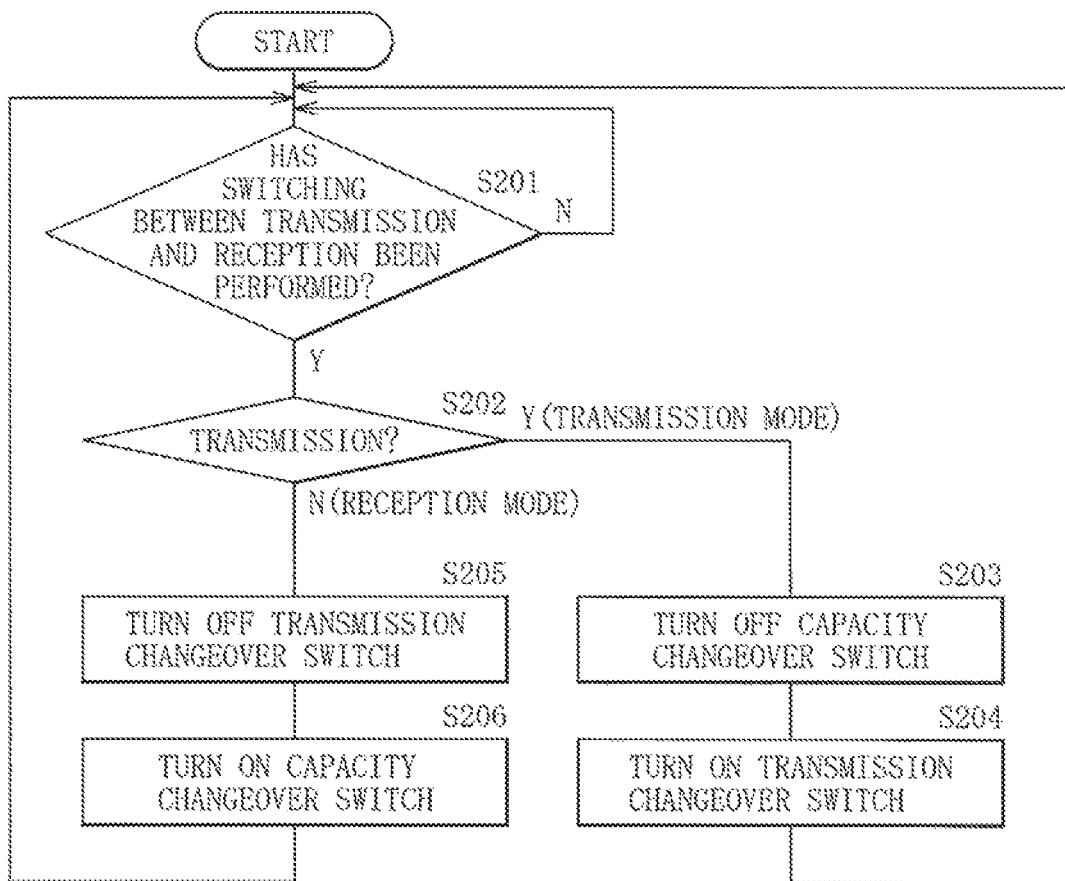 START
HAS
SWITCHING
BETWEEN TRANSMISSION
AND RECEPTION BEEN
PERFORMED?
S201
N
Y
S202
TRANSMISSION?
Y(TRANSMISSION MODE)
N(RECEPTION MODE)
S205
TURN OFF TRANSMISSION
CHANGEOVER SWITCH
S203
TURN OFF CAPACITY
CHANGEOVER SWITCH
S206
TURN ON CAPACITY
CHANGEOVER SWITCH
S204
TURN ON TRANSMISSION
CHANGEOVER SWITCH